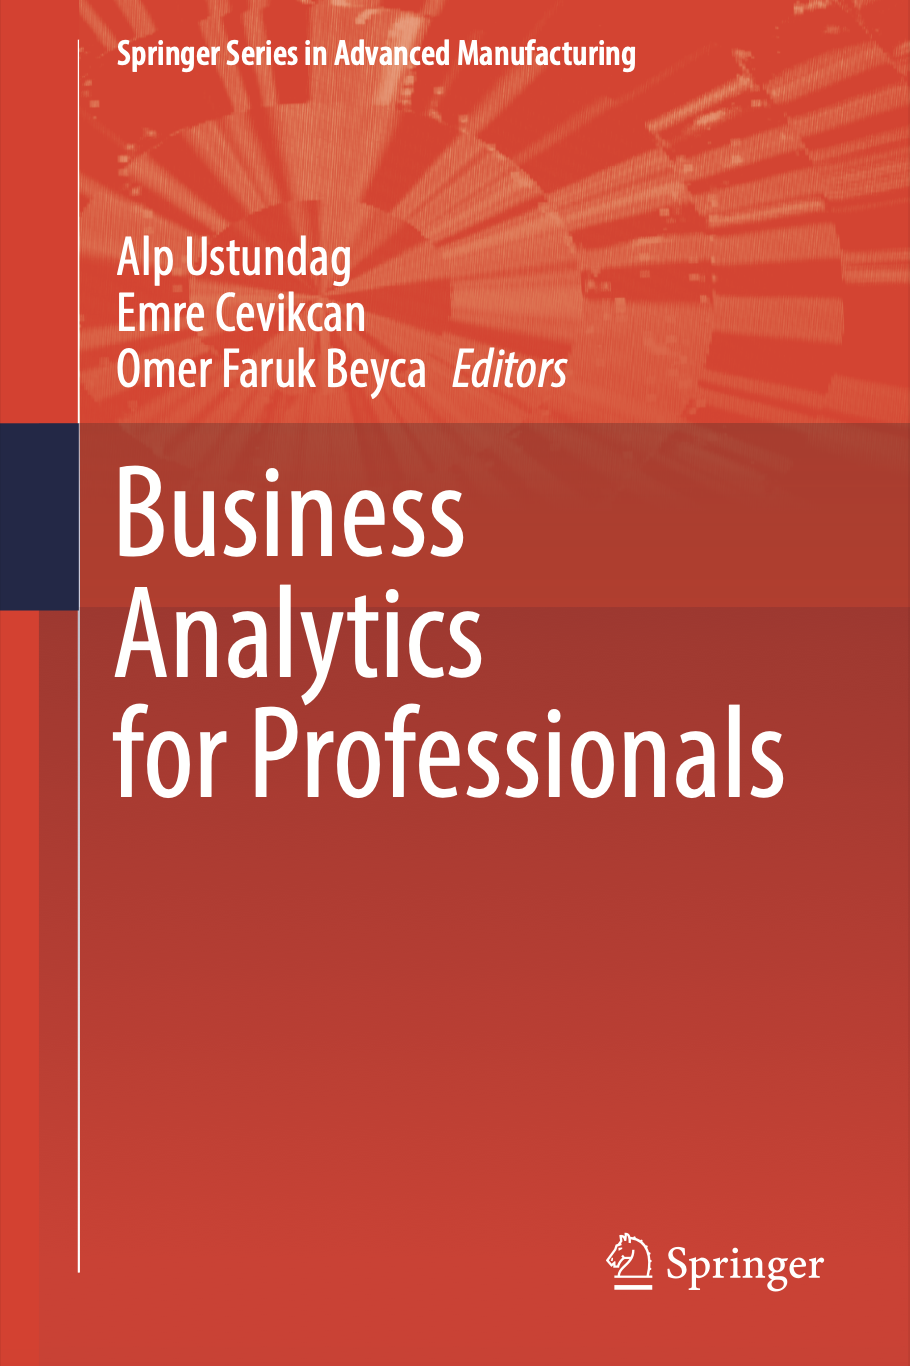 Springer Series in Advanced Manufacturing
Alp Ustundag
Emre Cevikcan
Omer Faruk Beyca Editors
Business
Analytics
for Professionals
Springer